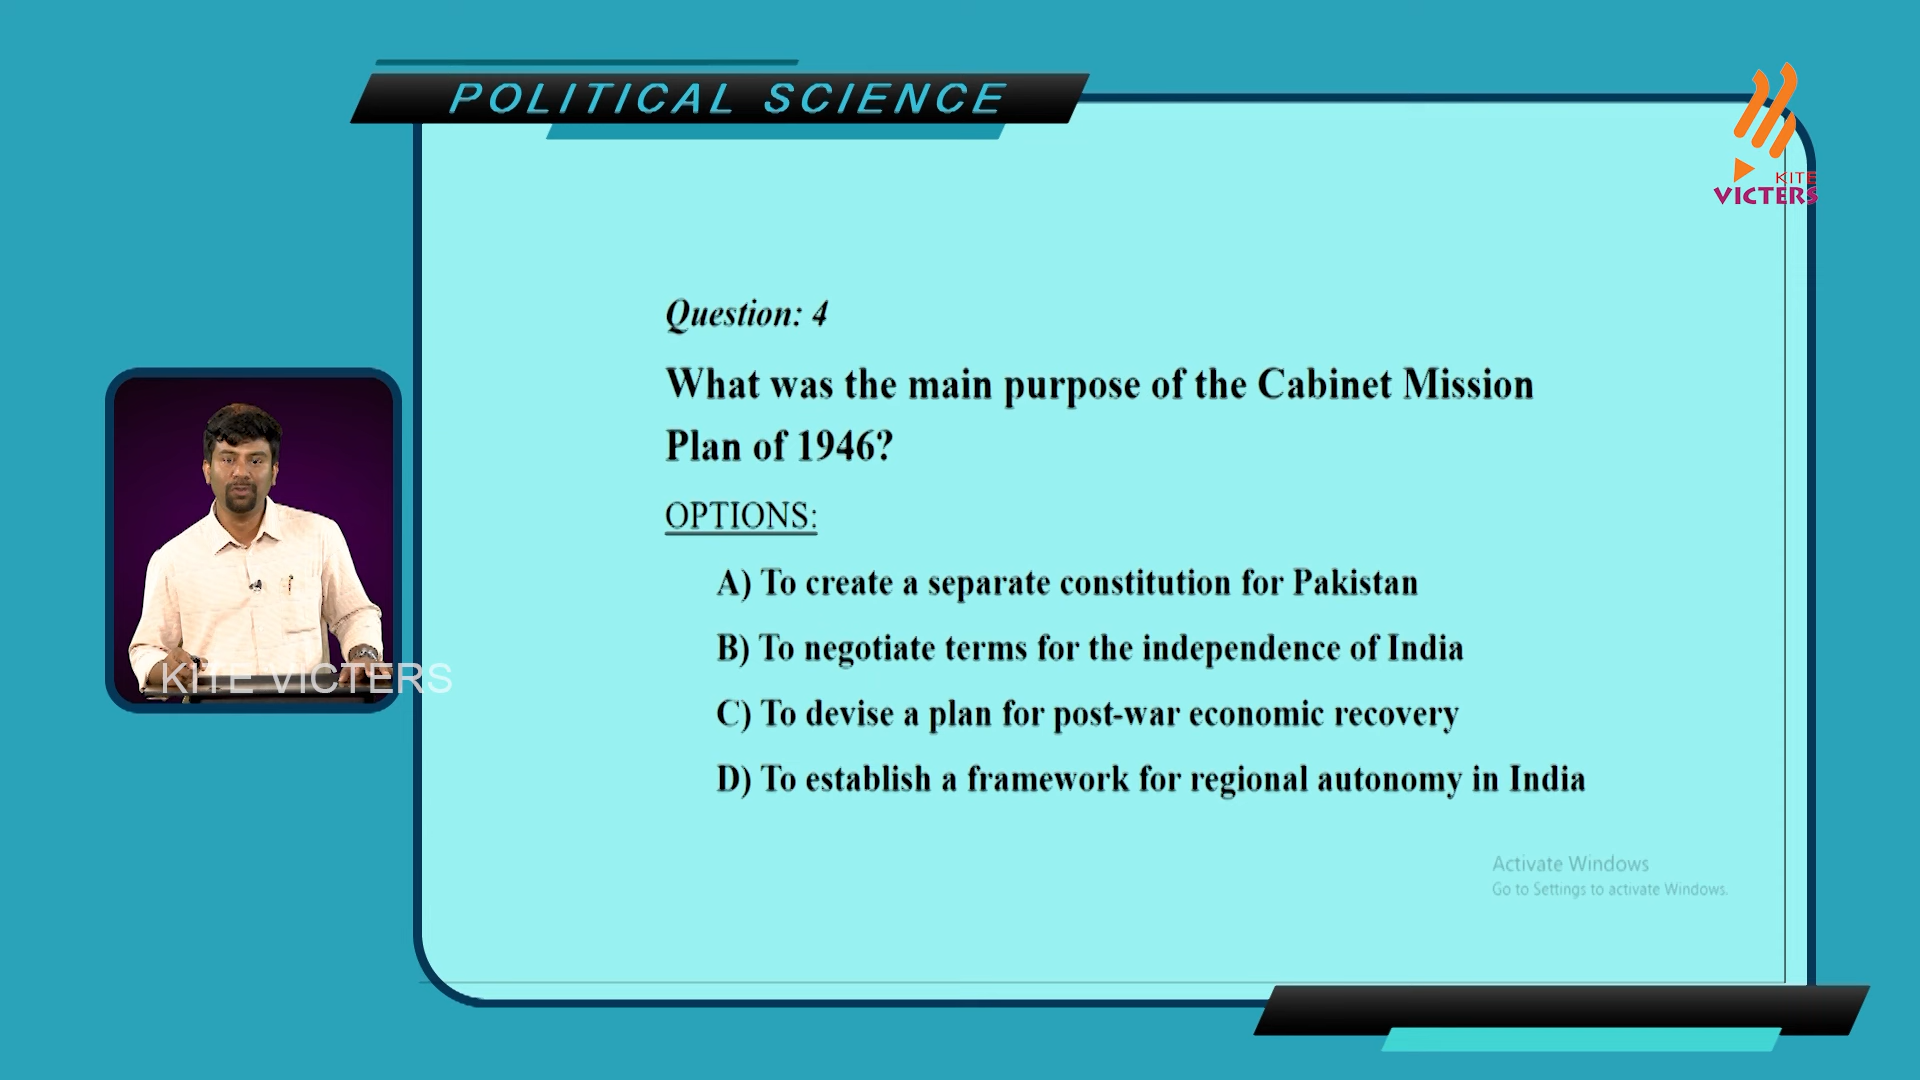 POLITICAL SCIENCE
KITE
VICTERS
Question: 4
What was the main purpose of the Cabinet Mission
Plan of 1946?
OPTIONS:
A) To create a separate constitution for Pakistan
B) To negotiate terms for the independence of India
C) To devise a plan for post-war economic recovery
D) To establish a framework for regional autonomy in India
KITE VICTERS
Activate Windows
Go to Settings to activate Windows.